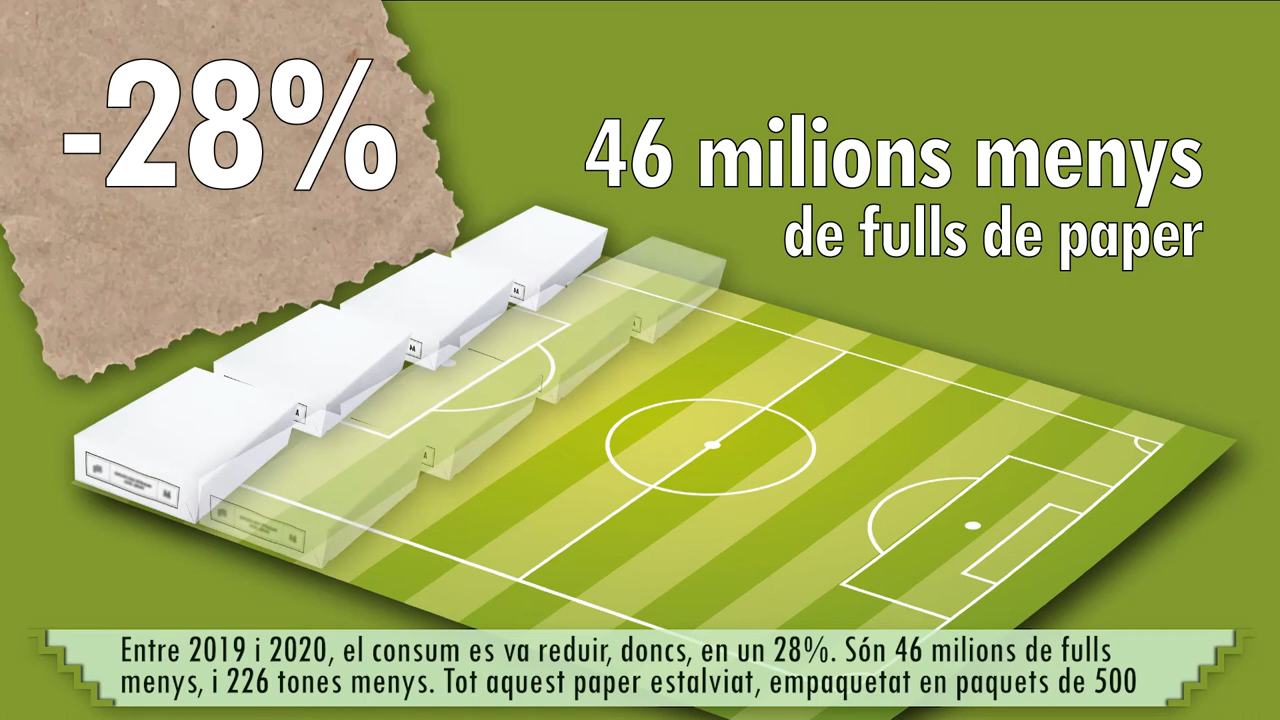 -28%
46 milions menys
de fulls de paper
Entre 2019 i 2020, el consum es va reduir, doncs, en un 28%. Són 46 milions de fulls
menys, i 226 tones menys. Tot aquest paper estalviat, empaquetat en paquets de 500